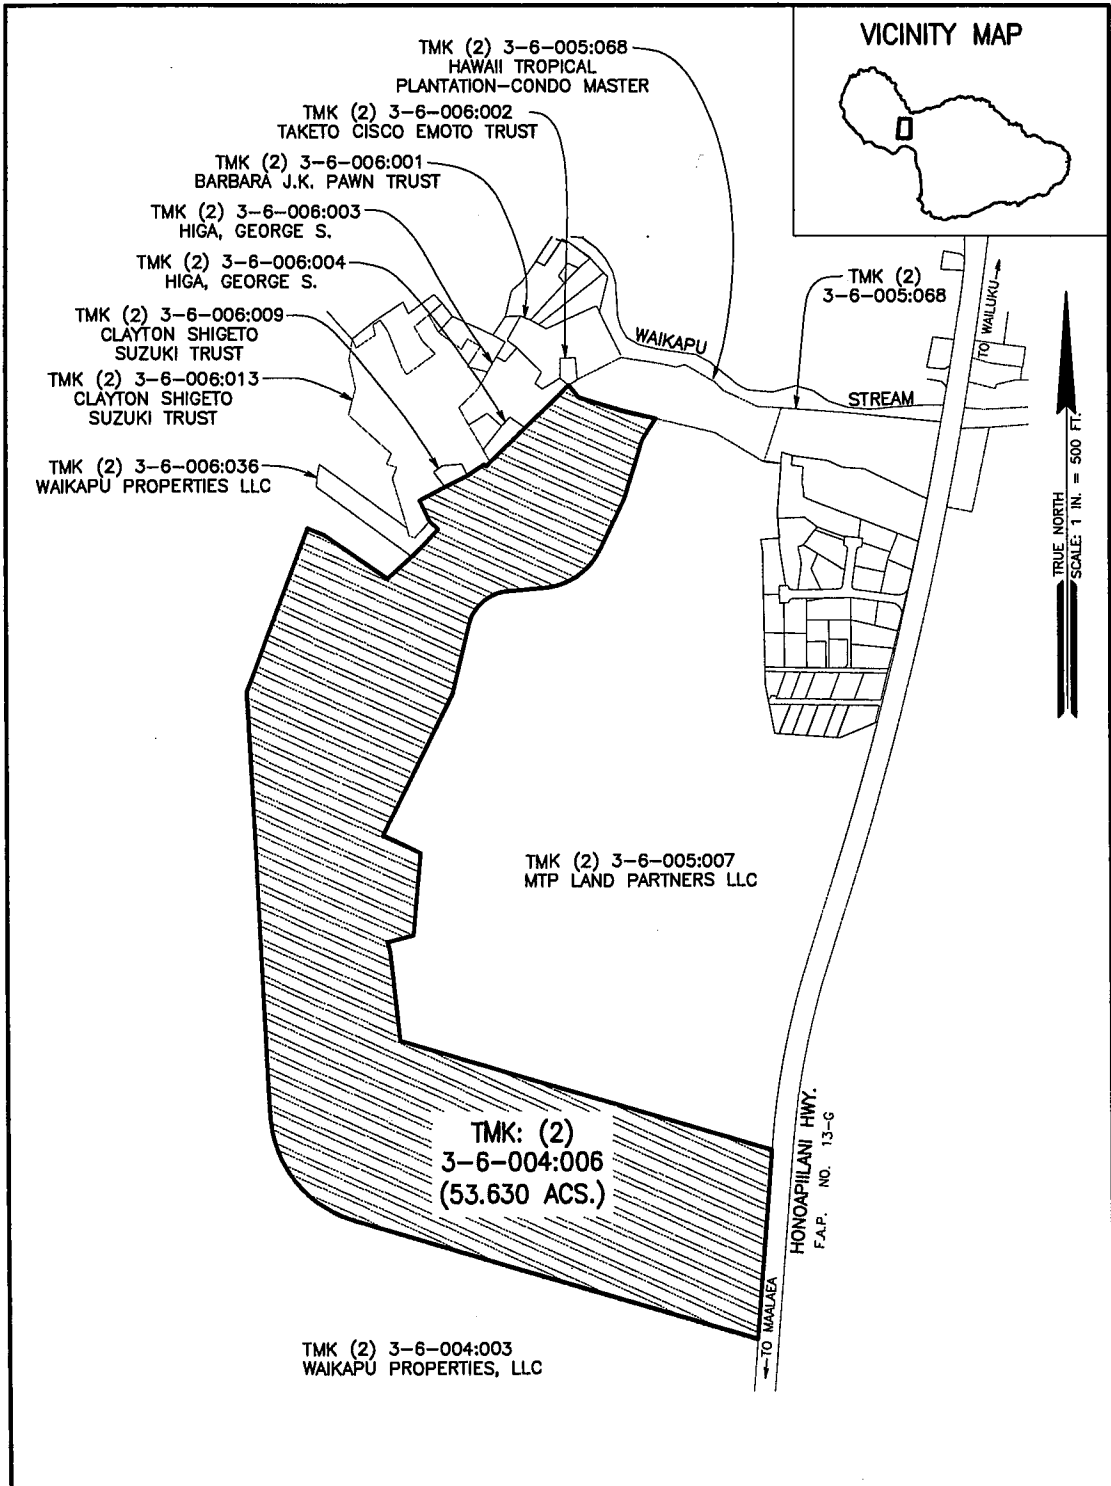 VICINITY MAP
TMK (2) 3-6-005:068
HAWAII TROPICAL
PLANTATION-CONDO MASTER
TMK (2) 3-6-006:002
TAKETO CISCO EMOTO TRUST
TMK (2) 3-6-006:001
BARBARA J.K. PAWN TRUST
TMK (2) 3-6-006:003
HIGA, GEORGE S.
TMK (2) 3-6-006:004
HIGA, GEORGE S.
TMK (2) 3-6-006:009
CLAYTON SHIGETO
SUZUKI TRUST
TMK (2) 3-6-006:013
CLAYTON SHIGETO
SUZUKI TRUST
TMK (2) 3-6-006:036
WAIKAPU PROPERTIES LLC
TMK (2)
3-6-005:068
WAIKAPU
STREAM
TO WAILUKU
TRUE NORTH
SCALE: 1 IN. = 500 FT.
TMK (2) 3-6-005:007
MTP LAND PARTNERS LLC
TMK: (2)
3-6-004:006
(53.630 ACS.)
HONOAPIILANI HWY.
F.A.P. NO. 13-G
TO MAALAEA
TMK (2) 3-6-004:003
WAIKAPU PROPERTIES, LLC